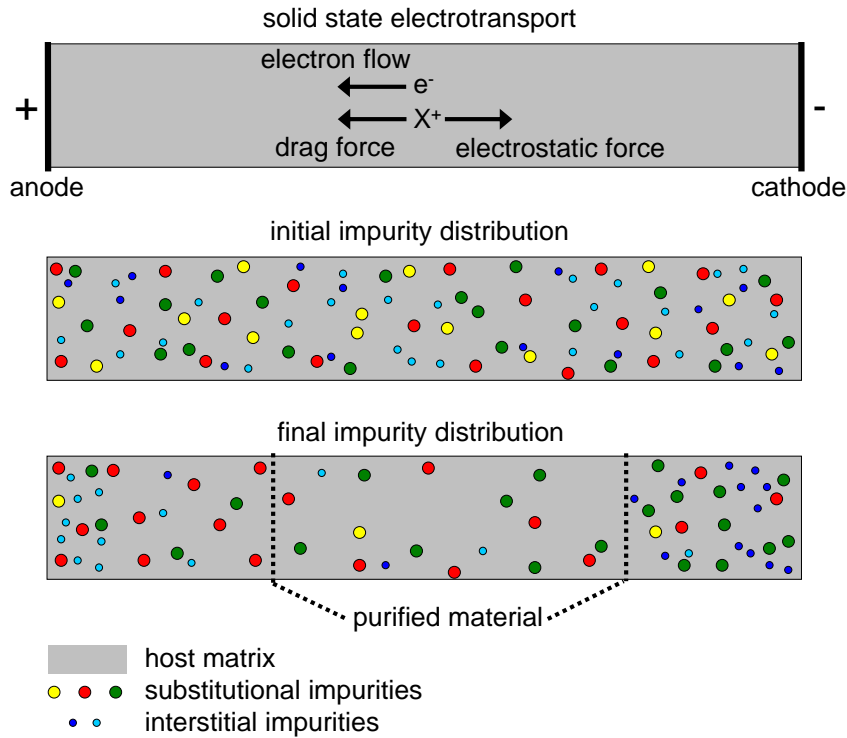 solid state electrotransport
electron flow
e-
+ X+ -
drag force electrostatic force
anode cathode
initial impurity distribution
final impurity distribution
purified material
host matrix
substitutional impurities
interstitial impurities